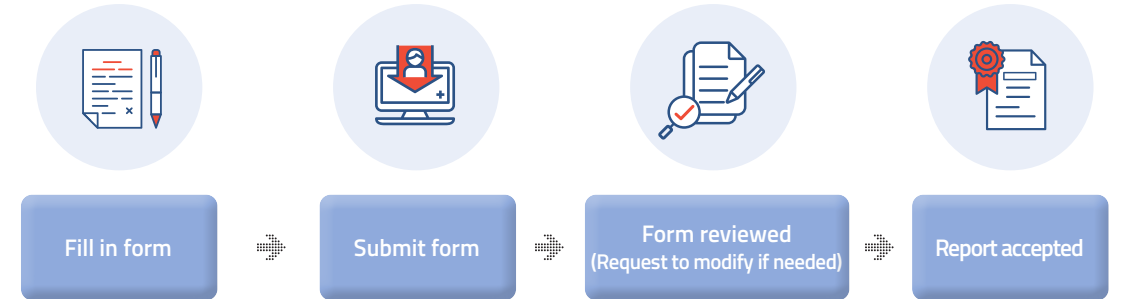 Fill in form
Submit form
Form reviewed
(Request to modify if needed)
Report accepted